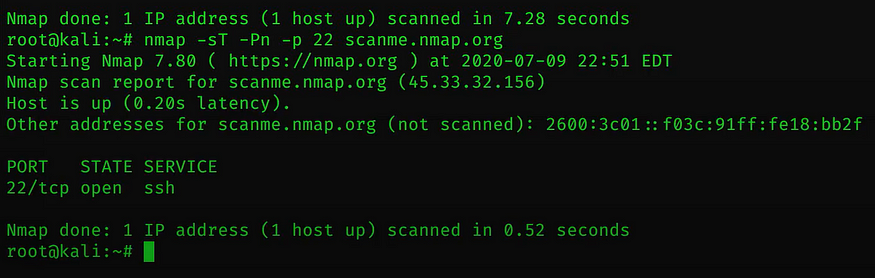 Nmap done: 1 IP address (1 host up) scanned in 7.28 seconds
root@kali:~# nmap -sT -Pn -p 22 scanme.nmap.org
Starting Nmap 7.80 ( https://nmap.org ) at 2020-07-09 22:51 EDT
Nmap scan report for scanme.nmap.org (45.33.32.156)
Host is up (0.20s latency).
Other addresses for scanme.nmap.org (not scanned): 2600:3c01::f03c:91ff:fe18:bb2f
PORT   STATE SERVICE
22/tcp open  ssh
Nmap done: 1 IP address (1 host up) scanned in 0.52 seconds
root@kali:~#